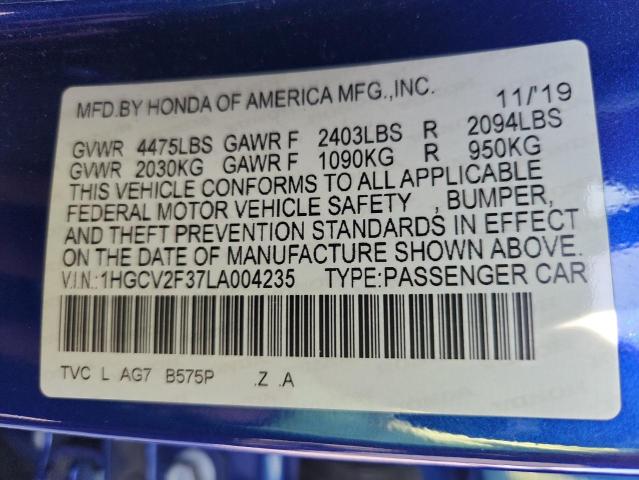 MFD.BY HONDA OF AMERICA MFG.,INC. 11/'19
GVWR 4475LBS GAWR F 2403LBS R 2094LBS
GVWR 2030KG GAWR F 1090KG R 950KG
THIS VEHICLE CONFORMS TO ALL APPLICABLE
FEDERAL MOTOR VEHICLE SAFETY , BUMPER,
AND THEFT PREVENTION STANDARDS IN EFFECT
ON THE DATE OF MANUFACTURE SHOWN ABOVE.
V.I.N.: 1HGCV2F37LA004235 TYPE:PASSENGER CAR
TVC L AG7 B575P .Z .A